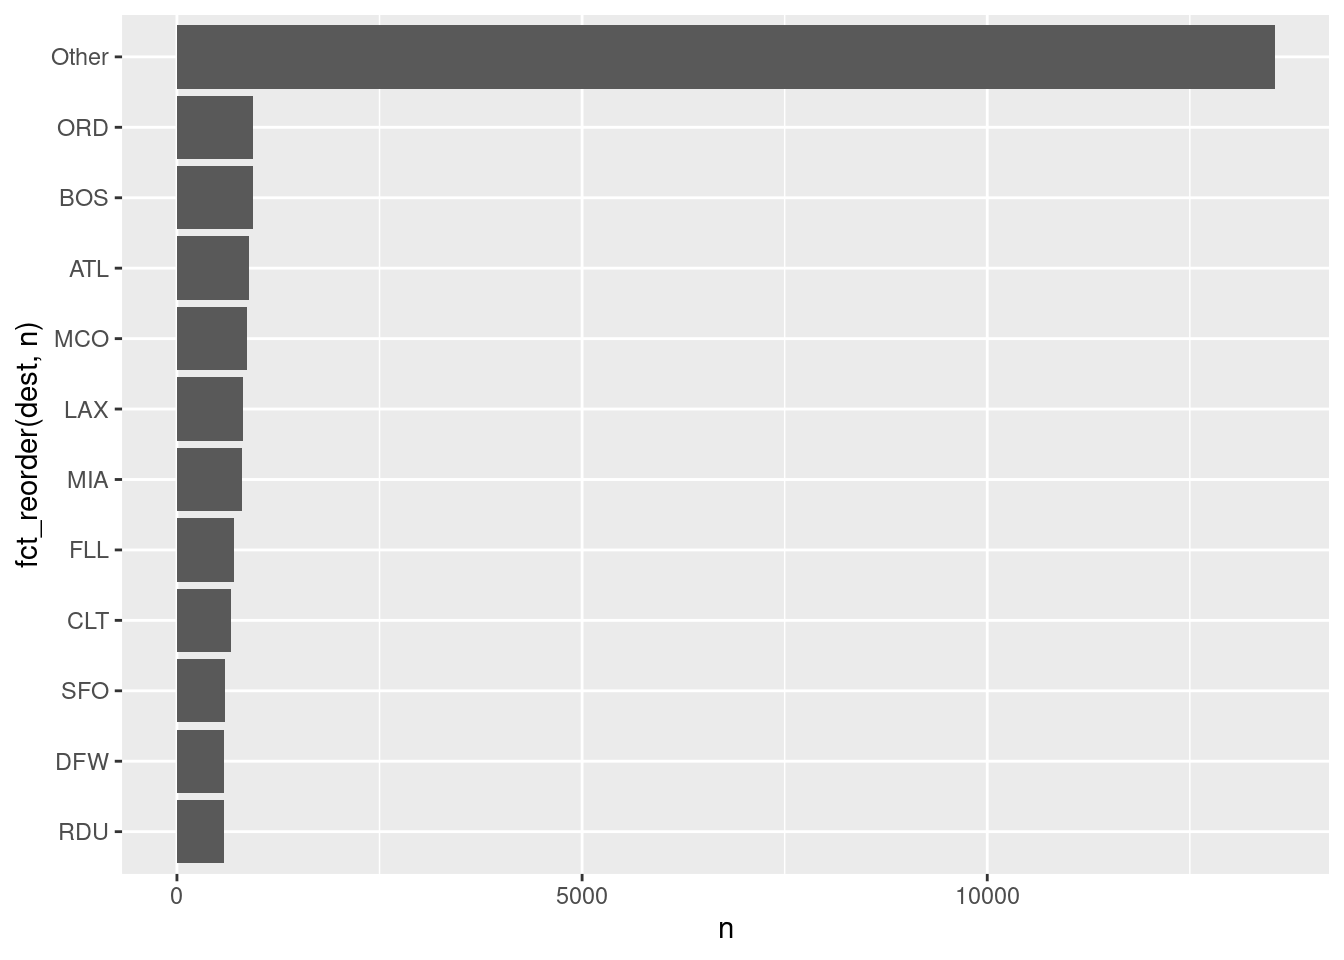 Other
ORD
BOS
ATL
MCO
LAX
MIA
FLL
CLT
SFO
DFW
RDU
fct_reorder(dest, n)
0 5000 10000
n